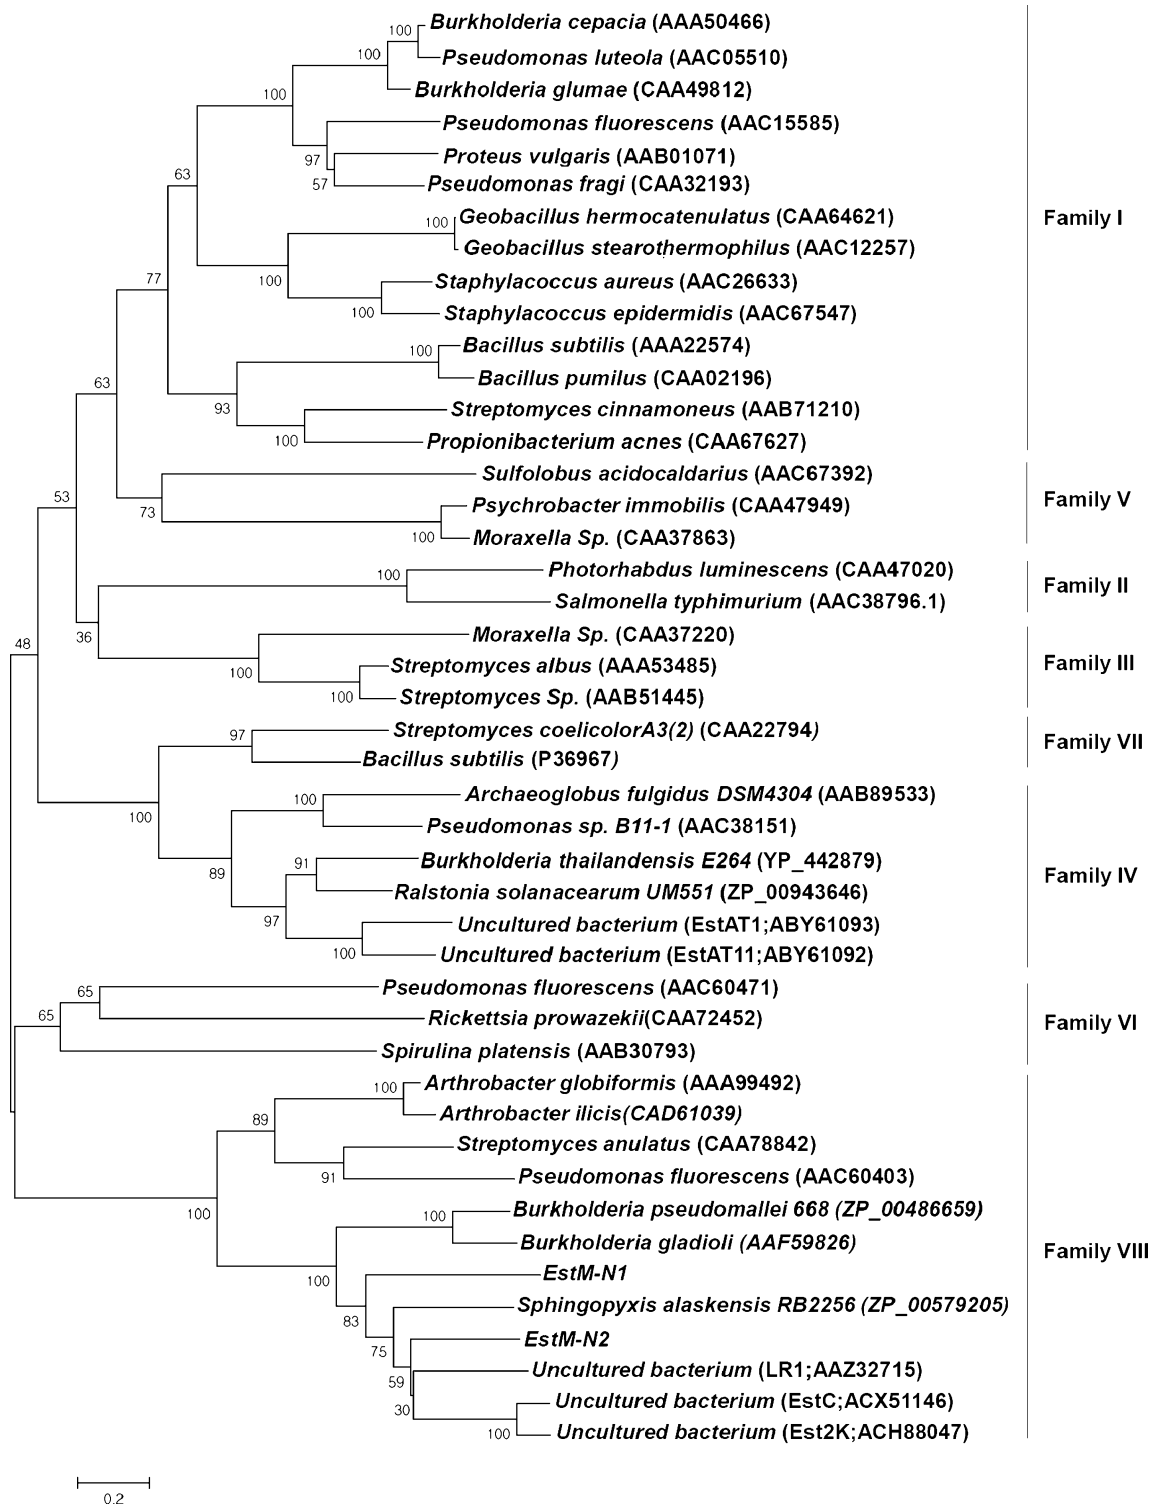 100 Burkholderia cepacia (AAA50466)
100 Pseudomonas luteola (AAC05510)
100 Burkholderia glumae (CAA49812)
Pseudomonas fluorescens (AAC15585)
97 Proteus vulgaris (AAB01071)
63 57 Pseudomonas fragi (CAA32193)
100 Geobacillus hermocatenulatus (CAA64621) Family I
Geobacillus stearothermophilus (AAC12257)
77 100 Staphylacoccus aureus (AAC26633)
100 Staphylacoccus epidermidis (AAC67547)
100 Bacillus subtilis (AAA22574)
63 Bacillus pumilus (CAA02196)
93 Streptomyces cinnamoneus (AAB71210)
100 Propionibacterium acnes (CAA67627)
Sulfolobus acidocaldarius (AAC67392)
53 73 Psychrobacter immobilis (CAA47949) Family V
100 Moraxella Sp. (CAA37863)
100 Photorhabdus luminescens (CAA47020) Family II
Salmonella typhimurium (AAC38796.1)
48 36 Moraxella Sp. (CAA37220)
100 Streptomyces albus (AAA53485) Family III
100 Streptomyces Sp. (AAB51445)
97 Streptomyces coelicolorA3(2) (CAA22794) Family VII
Bacillus subtilis (P36967)
100 100 Archaeoglobus fulgidus DSM4304 (AAB89533)
Pseudomonas sp. B11-1 (AAC38151)
89 91 Burkholderia thailandensis E264 (YP_442879) Family IV
Ralstonia solanacearum UM551 (ZP_00943646)
97 Uncultured bacterium (EstAT1;ABY61093)
100 Uncultured bacterium (EstAT11;ABY61092)
65 Pseudomonas fluorescens (AAC60471)
65 Rickettsia prowazekii(CAA72452) Family VI
Spirulina platensis (AAB30793)
100 Arthrobacter globiformis (AAA99492)
89 Arthrobacter ilicis(CAD61039)
Streptomyces anulatus (CAA78842)
91 Pseudomonas fluorescens (AAC60403)
100 100 Burkholderia pseudomallei 668 (ZP_00486659)
Burkholderia gladioli (AAF59826) Family VIII
100 EstM-N1
83 Sphingopyxis alaskensis RB2256 (ZP_00579205)
75 EstM-N2
59 Uncultured bacterium (LR1;AAZ32715)
30 Uncultured bacterium (EstC;ACX51146)
100 Uncultured bacterium (Est2K;ACH88047)
0.2